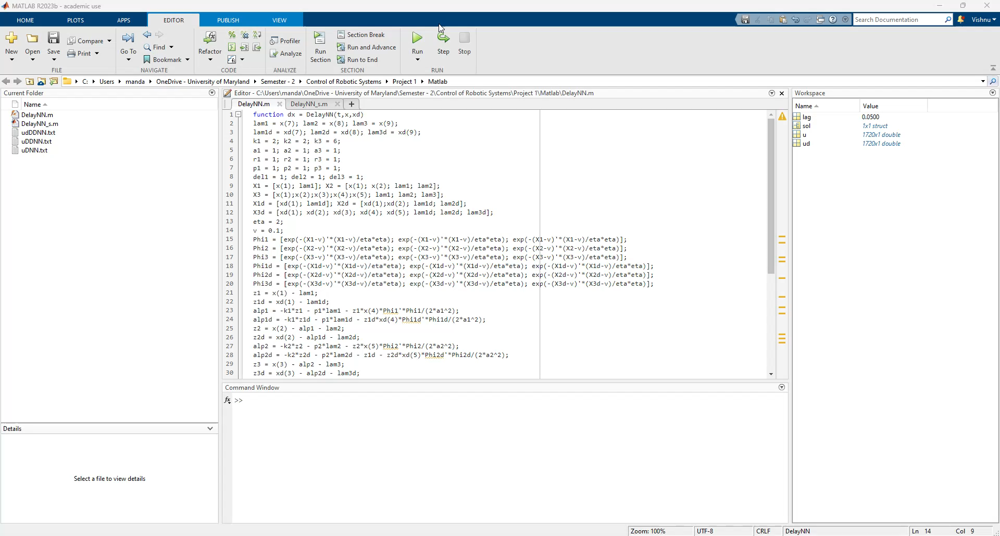 MATLAB R2023b - academic use
HOME PLOTS APPS EDITOR PUBLISH VIEW
Search Documentation
Vishnu
New Open Save Compare Print
FILE
Go To Find Bookmark
NAVIGATE
Refactor
CODE
Profiler
Analyze
ANALYZE
Run Section
Section Break
Run and Advance
Run to End
SECTION
Run Step Stop
RUN
C: Users manda OneDrive - University of Maryland Semester - 2 Control of Robotic Systems Project 1 Matlab
Current Folder
Name
DelayNN.m
DelayNN_s.m
udDDNN.txt
uDDNN.txt
uDNN.txt
Details
Select a file to view details
Editor - C:\Users\manda\OneDrive - University of Maryland\Semester - 2\Control of Robotic Systems\Project 1\Matlab\DelayNN.m
DelayNN.m DelayNN_s.m
1 function dx = DelayNN(t,x,xd)
2 lam1 = x(7); lam2 = x(8); lam3 = x(9);
3 lam1d = xd(7); lam2d = xd(8); lam3d = xd(9);
4 k1 = 2; k2 = 2; k3 = 6;
5 a1 = 1; a2 = 1; a3 = 1;
6 r1 = 1; r2 = 1; r3 = 1;
7 p1 = 1; p2 = 1; p3 = 1;
8 del1 = 1; del2 = 1; del3 = 1;
9 X1 = [x(1); lam1]; X2 = [x(1); x(2); lam1; lam2];
10 X3 = [x(1);x(2);x(3);x(4);x(5); lam1; lam2; lam3];
11 X1d = [xd(1); lam1d]; X2d = [xd(1);xd(2); lam1d; lam2d];
12 X3d = [xd(1); xd(2); xd(3); xd(4); xd(5); lam1d; lam2d; lam3d];
13 eta = 2;
14 v = 0.1;
15 Phi1 = [exp(-(X1-v)'*(X1-v)/eta*eta); exp(-(X1-v)'*(X1-v)/eta*eta); exp(-(X1-v)'*(X1-v)/eta*eta)];
16 Phi2 = [exp(-(X2-v)'*(X2-v)/eta*eta); exp(-(X2-v)'*(X2-v)/eta*eta); exp(-(X2-v)'*(X2-v)/eta*eta)];
17 Phi3 = [exp(-(X3-v)'*(X3-v)/eta*eta); exp(-(X3-v)'*(X3-v)/eta*eta); exp(-(X3-v)'*(X3-v)/eta*eta)];
18 Phi1d = [exp(-(X1d-v)'*(X1d-v)/eta*eta); exp(-(X1d-v)'*(X1d-v)/eta*eta); exp(-(X1d-v)'*(X1d-v)/eta*eta)];
19 Phi2d = [exp(-(X2d-v)'*(X2d-v)/eta*eta); exp(-(X2d-v)'*(X2d-v)/eta*eta); exp(-(X2d-v)'*(X2d-v)/eta*eta)];
20 Phi3d = [exp(-(X3d-v)'*(X3d-v)/eta*eta); exp(-(X3d-v)'*(X3d-v)/eta*eta); exp(-(X3d-v)'*(X3d-v)/eta*eta)];
21 z1 = x(1) - lam1;
22 z1d = xd(1) - lam1d;
23 alp1 = -k1*z1 - p1*lam1 - z1*x(4)*Phi1'*Phi1/(2*a1^2);
24 alp1d = -k1*z1d - p1*lam1d - z1d*xd(4)*Phi1d'*Phi1d/(2*a1^2);
25 z2 = x(2) - alp1 - lam2;
26 z2d = xd(2) - alp1d - lam2d;
27 alp2 = -k2*z2 - p2*lam2 - z2*x(5)*Phi2'*Phi2/(2*a2^2);
28 alp2d = -k2*z2d - p2*lam2d - z1d - z2d*xd(5)*Phi2d'*Phi2d/(2*a2^2);
29 z3 = x(3) - alp2 - lam3;
30 z3d = xd(3) - alp2d - lam3d;
Command Window
fx >>
Workspace
Name Value
lag 0.0500
sol 1x1 struct
u 1720x1 double
ud 1720x1 double
Zoom: 100% UTF-8 CRLF DelayNN Ln 14 Col 9